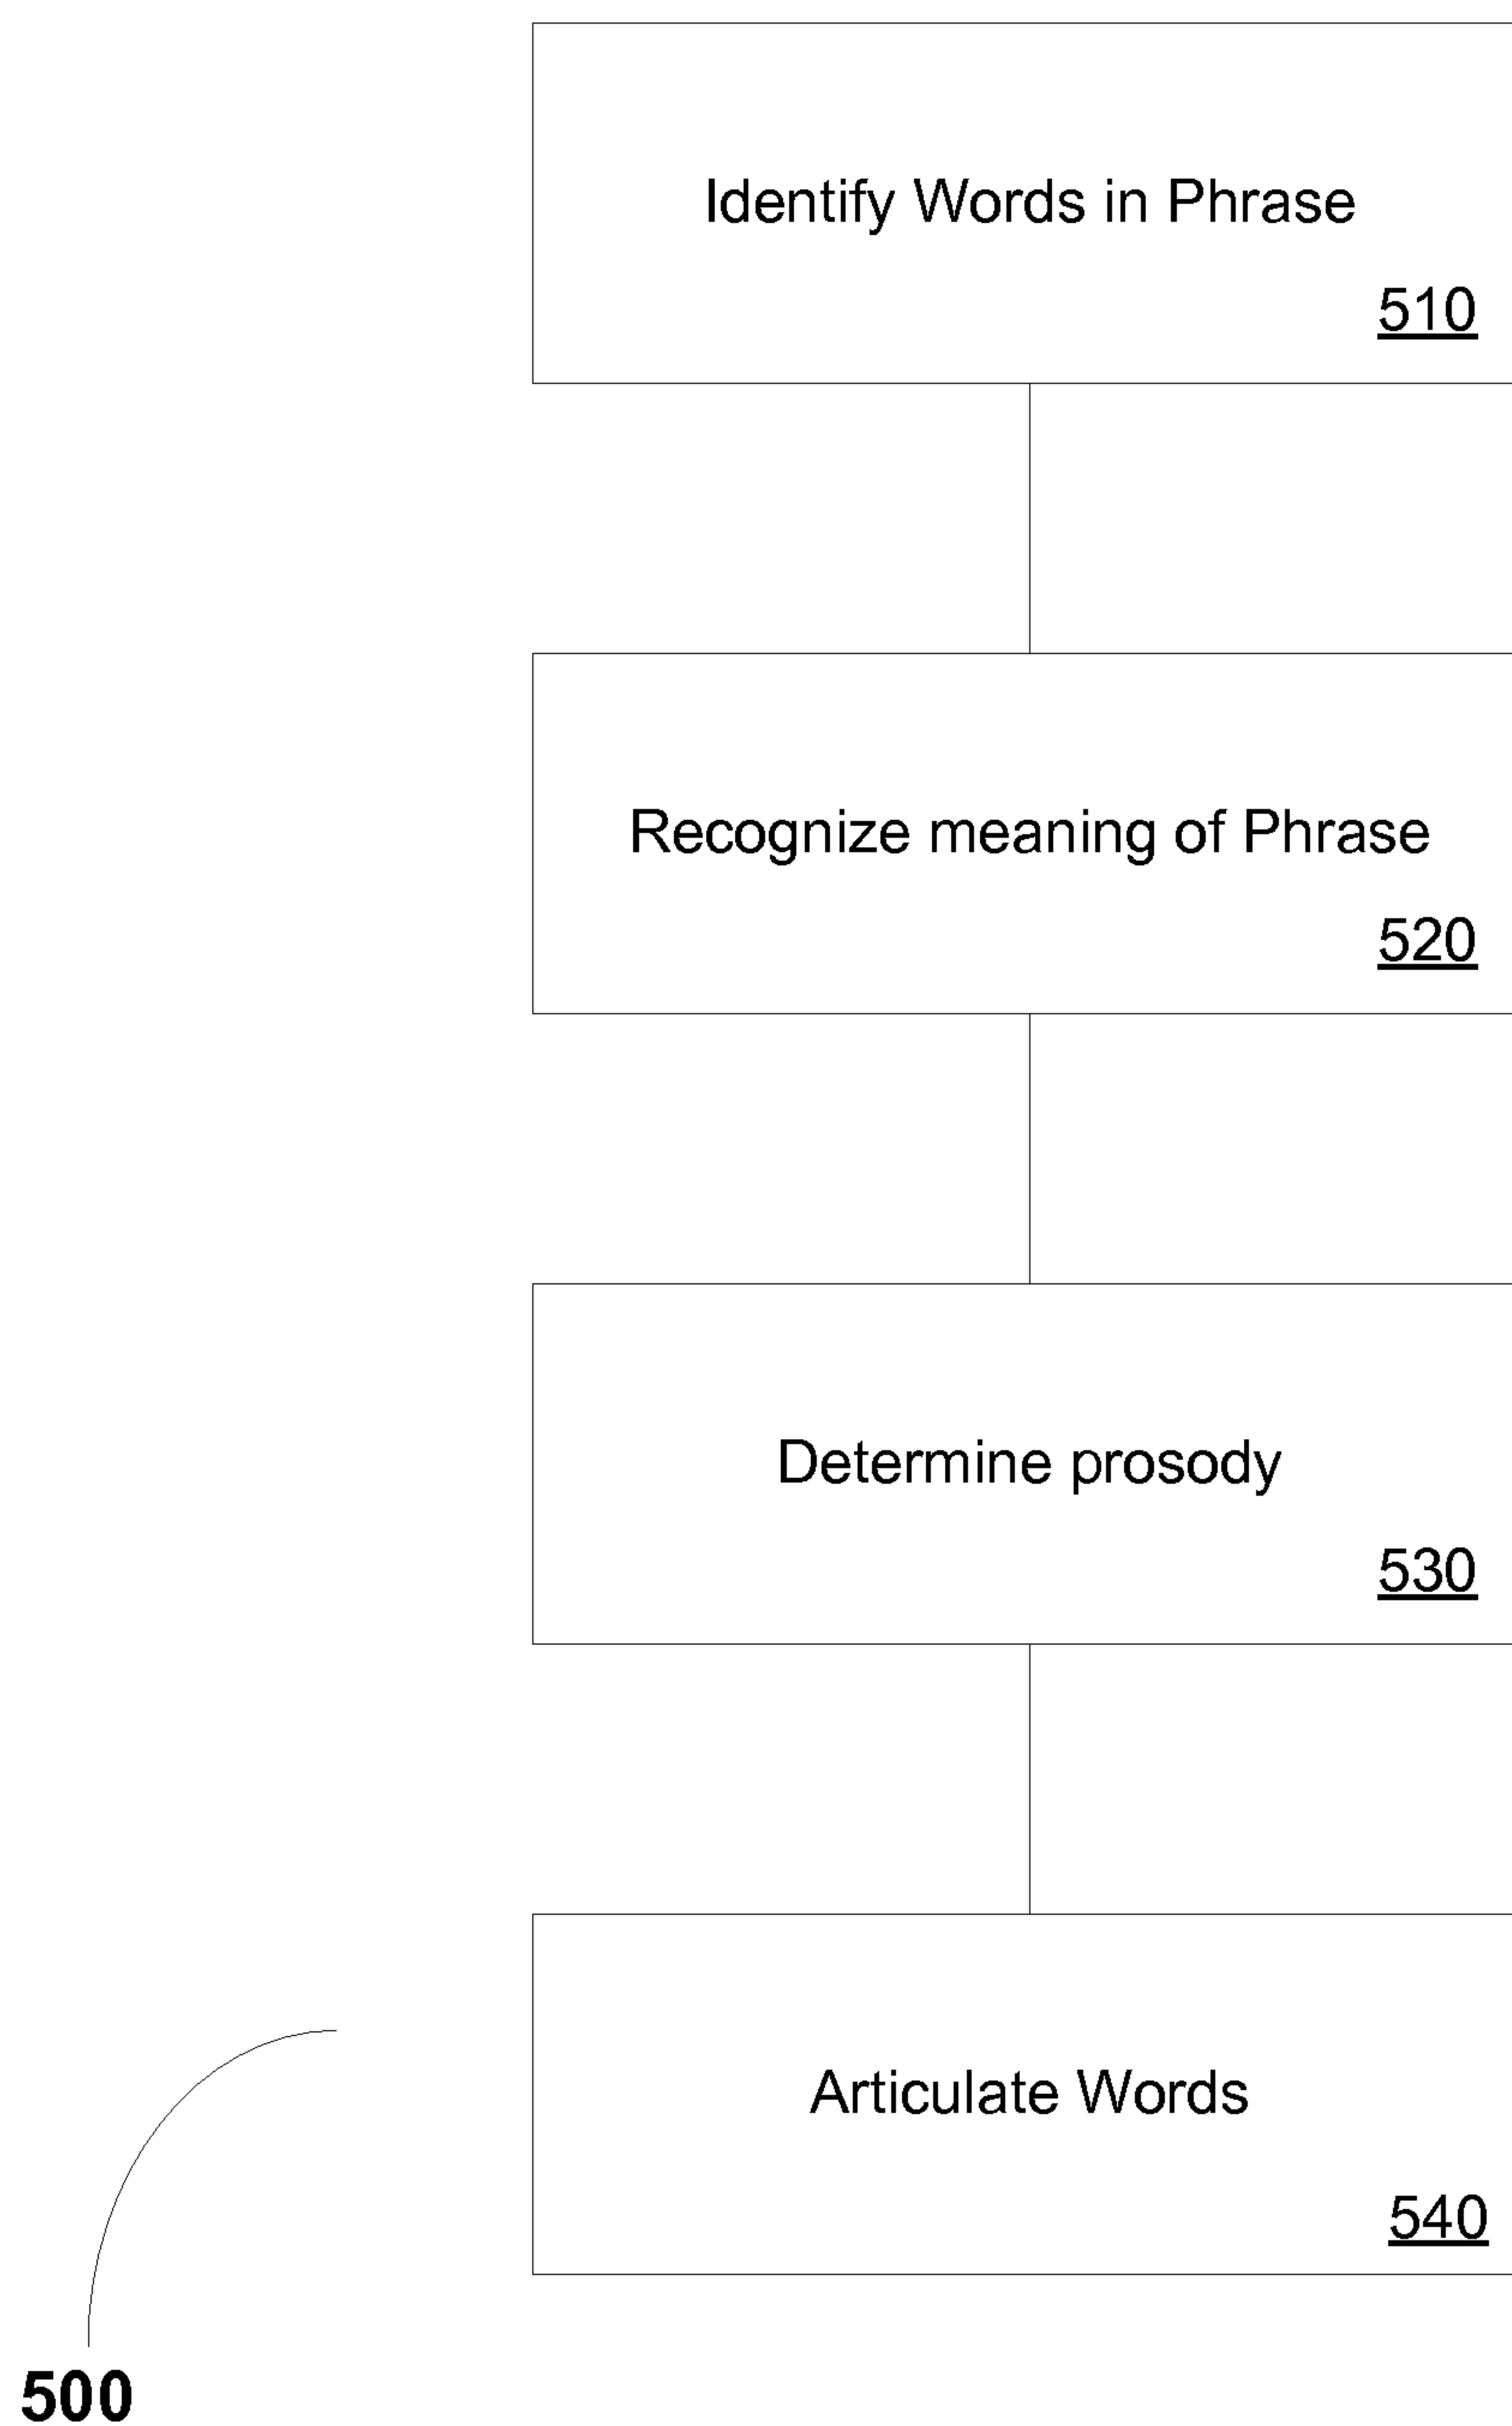 Identify Words in Phrase
510
Recognize meaning of Phrase
520
Determine prosody
530
Articulate Words
540
500